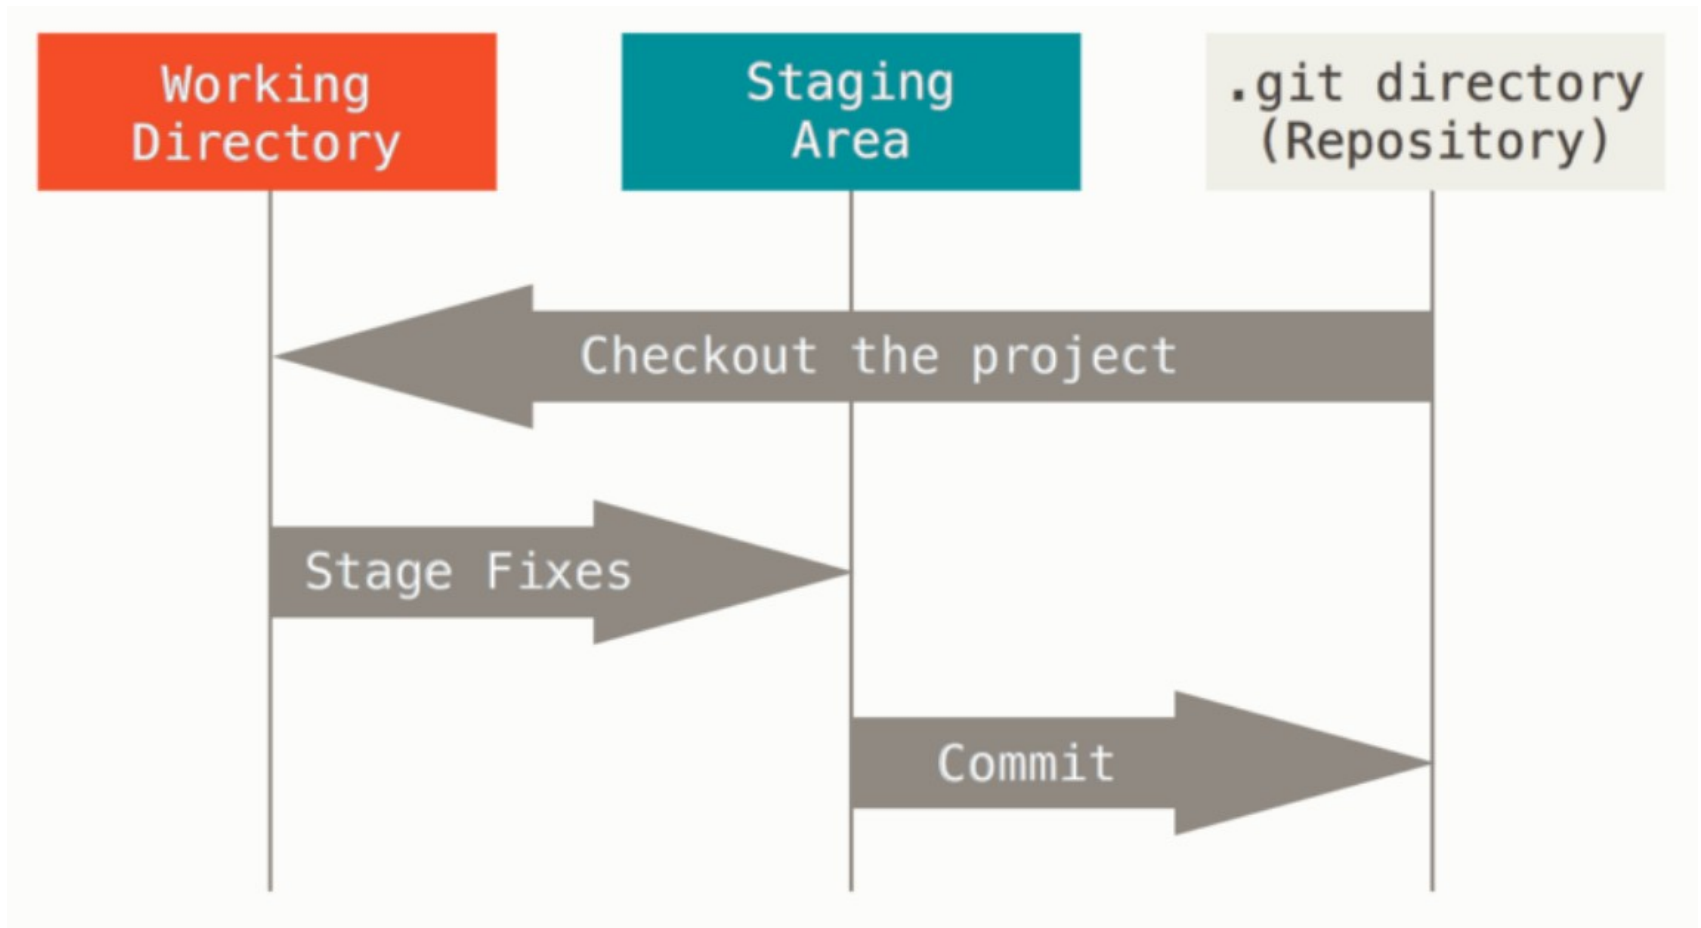 Working
Directory
Staging
Area
.git directory
(Repository)
Checkout the project
Stage Fixes
Commit